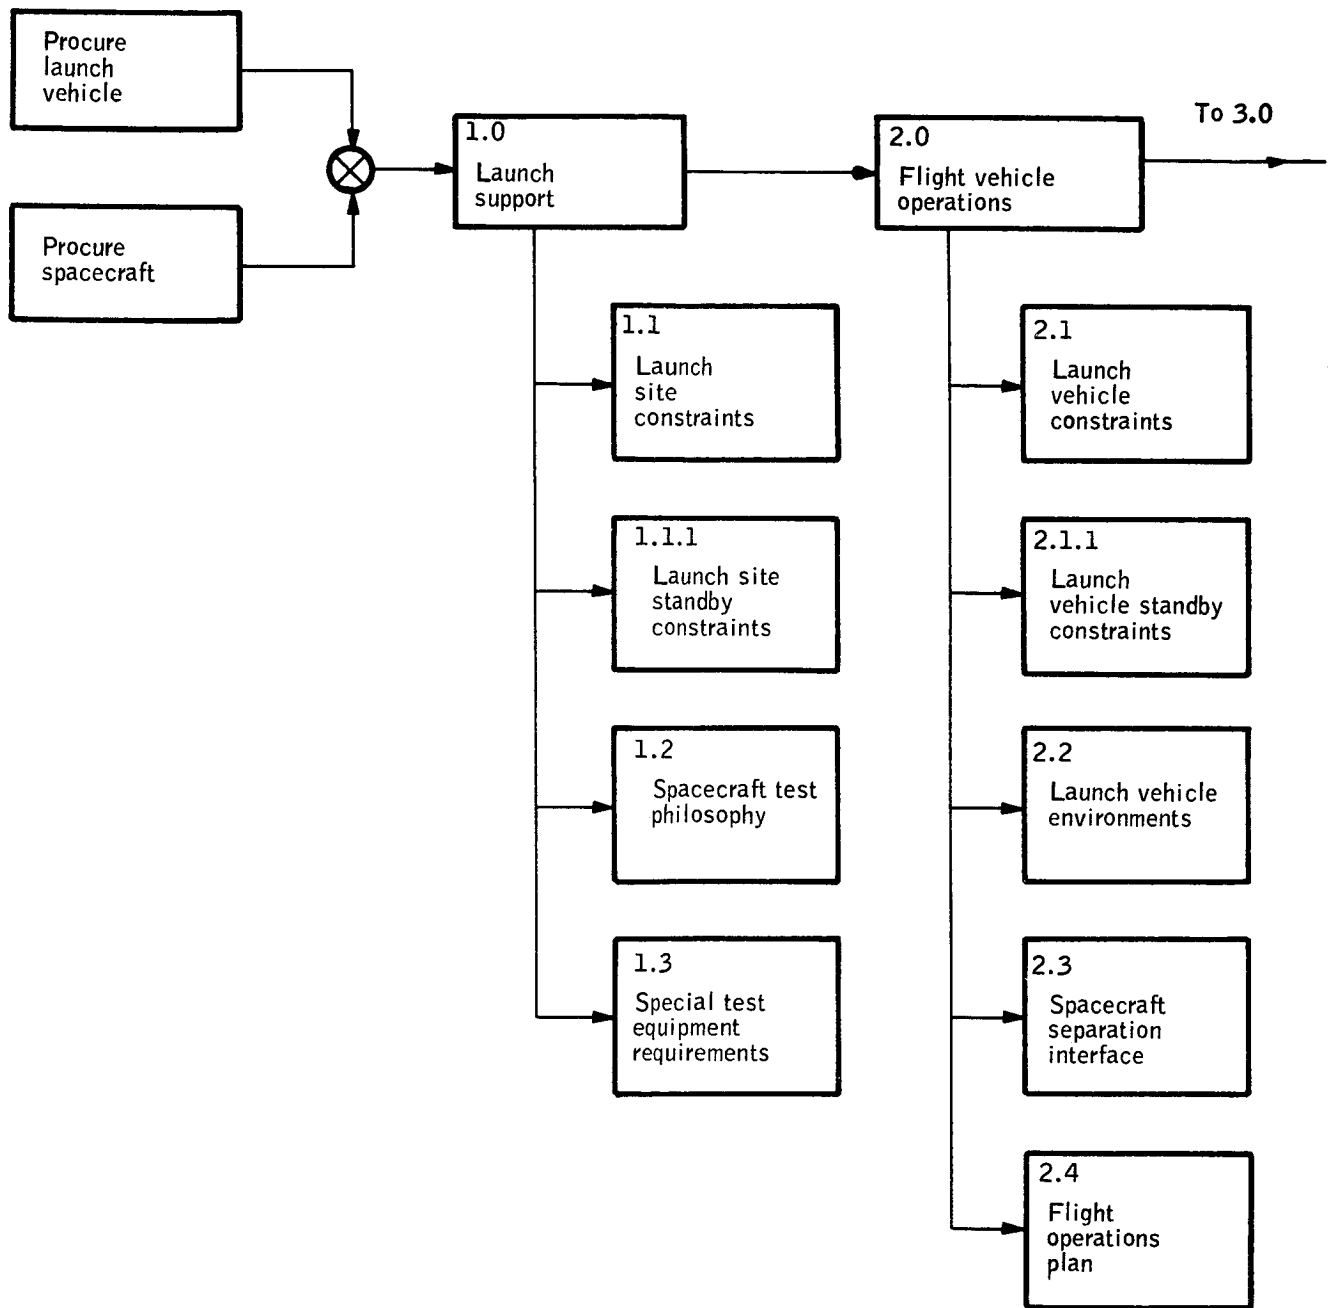 Procure
launch
vehicle
Procure
spacecraft
1.0
Launch
support
2.0
Flight vehicle
operations
To 3.0
1.1
Launch
site
constraints
1.1.1
Launch site
standby
constraints
1.2
Spacecraft test
philosophy
1.3
Special test
equipment
requirements
2.1
Launch
vehicle
constraints
2.1.1
Launch
vehicle standby
constraints
2.2
Launch vehicle
environments
2.3
Spacecraft
separation
interface
2.4
Flight
operations
plan